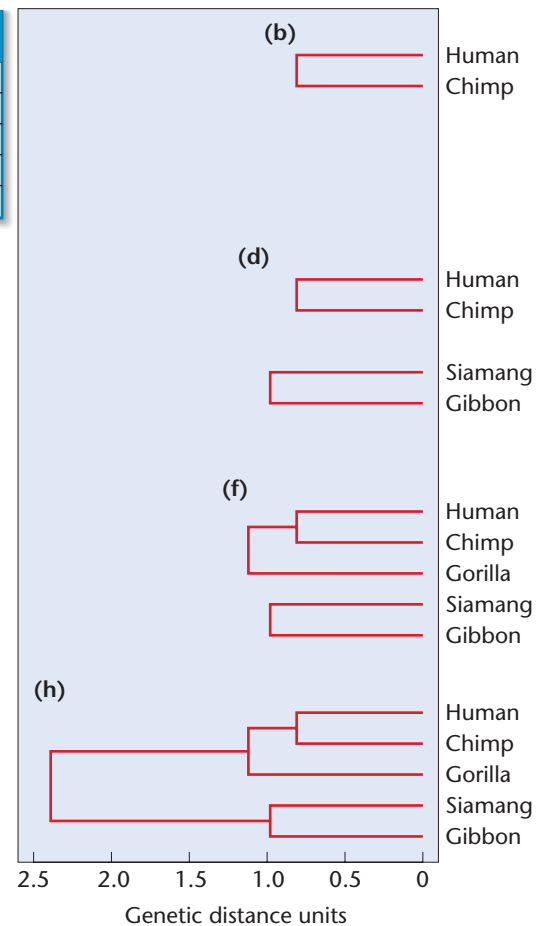 (b)
Human
Chimp
(d)
Human
Chimp
Siamang
Gibbon
(f)
Human
Chimp
Gorilla
Siamang
Gibbon
(h)
Human
Chimp
Gorilla
Siamang
Gibbon
2.5 2.0 1.5 1.0 0.5 0
Genetic distance units